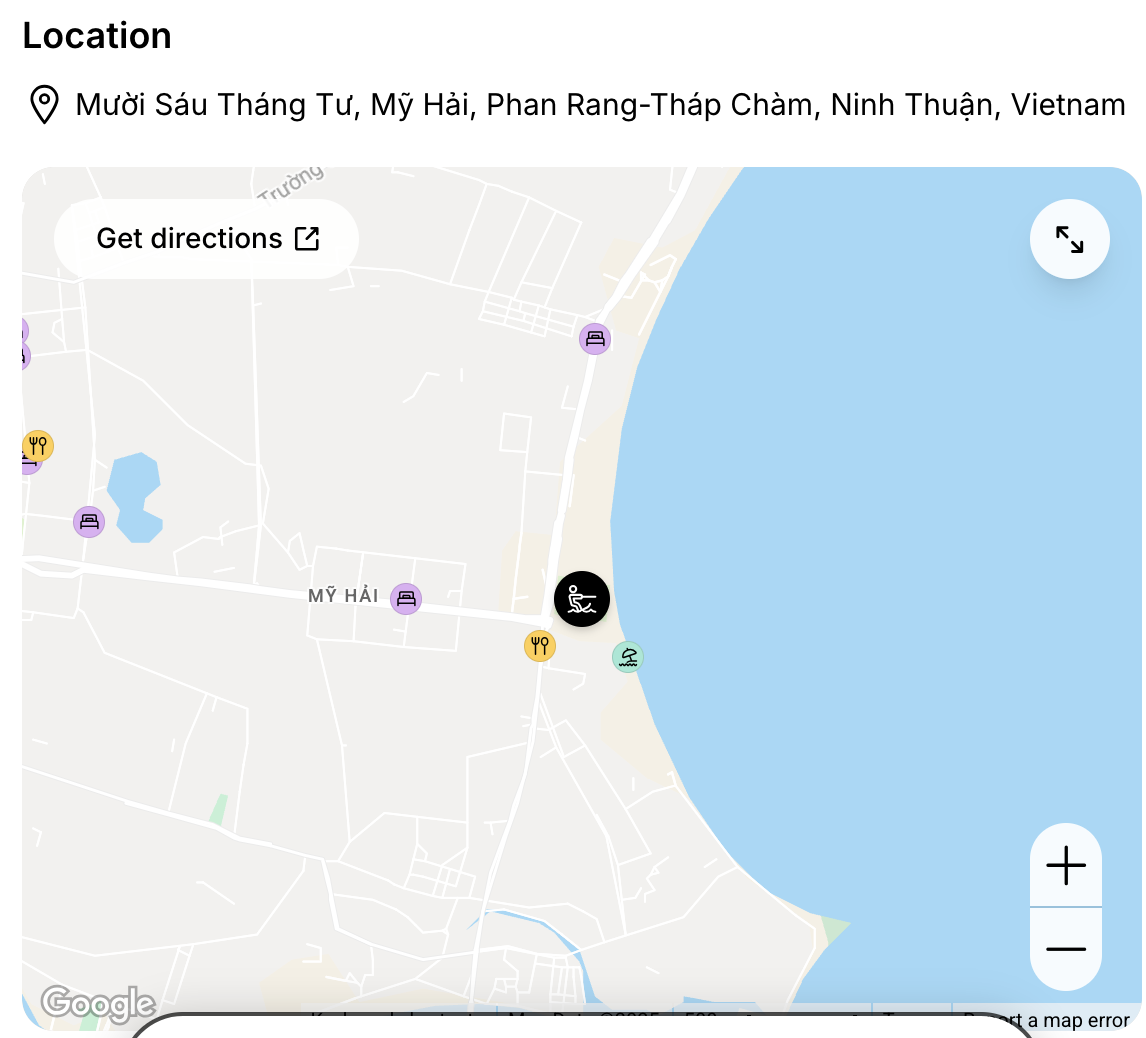 Location
Mười Sáu Tháng Tư, Mỹ Hải, Phan Rang-Tháp Chàm, Ninh Thuận, Vietnam
Trường
Get directions
MỸ HẢI
Google
rt a map error